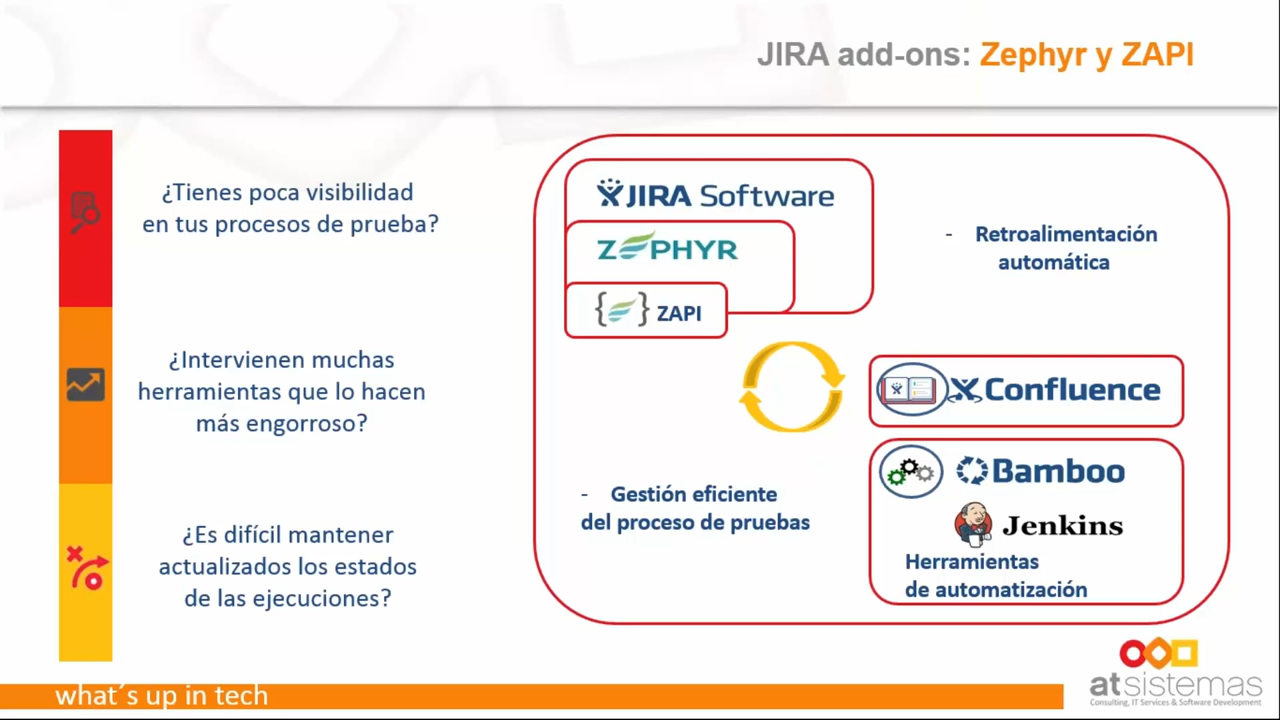 JIRA add-ons: Zephyr y ZAPI
¿Tienes poca visibilidad
en tus procesos de prueba?
¿Intervienen muchas
herramientas que lo hacen
más engorroso?
¿Es difícil mantener
actualizados los estados
de las ejecuciones?
JIRA Software
ZEPHYR
{ } ZAPI
- Retroalimentación
automática
Confluence
- Gestión eficiente
del proceso de pruebas
Bamboo
Jenkins
Herramientas
de automatización
what´s up in tech
atsistemas
Consulting, IT Services & Software Development